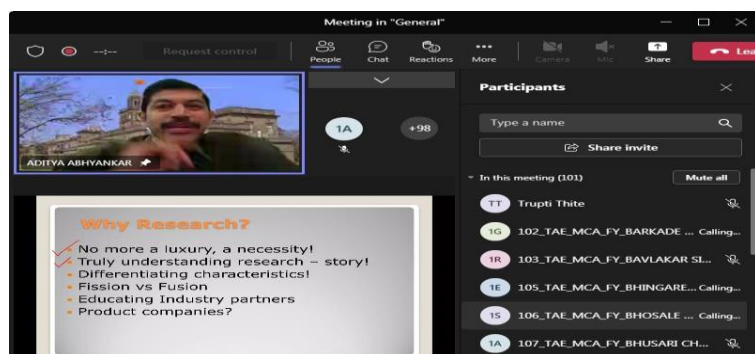 Meeting in "General"
--:--
Request control
People
Chat
Reactions
More
Camera
Mic
Share
Lea
ADITYA ABHYANKAR
1A
+98
Why Research?
No more a luxury, a necessity!
Truly understanding research – story!
Differentiating characteristics!
Fission vs Fusion
Educating Industry partners
Product companies?
Participants
Type a name
Share invite
In this meeting (101)
Mute all
TT Trupti Thite
1G 102_TAE_MCA_FY_BARKADE ... Calling...
1R 103_TAE_MCA_FY_BAVLAKAR SI...
1E 105_TAE_MCA_FY_BHINGARE... Calling...
1S 106_TAE_MCA_FY_BHOSALE ... Calling...
1A 107_TAE_MCA_FY_BHUSARI CH...